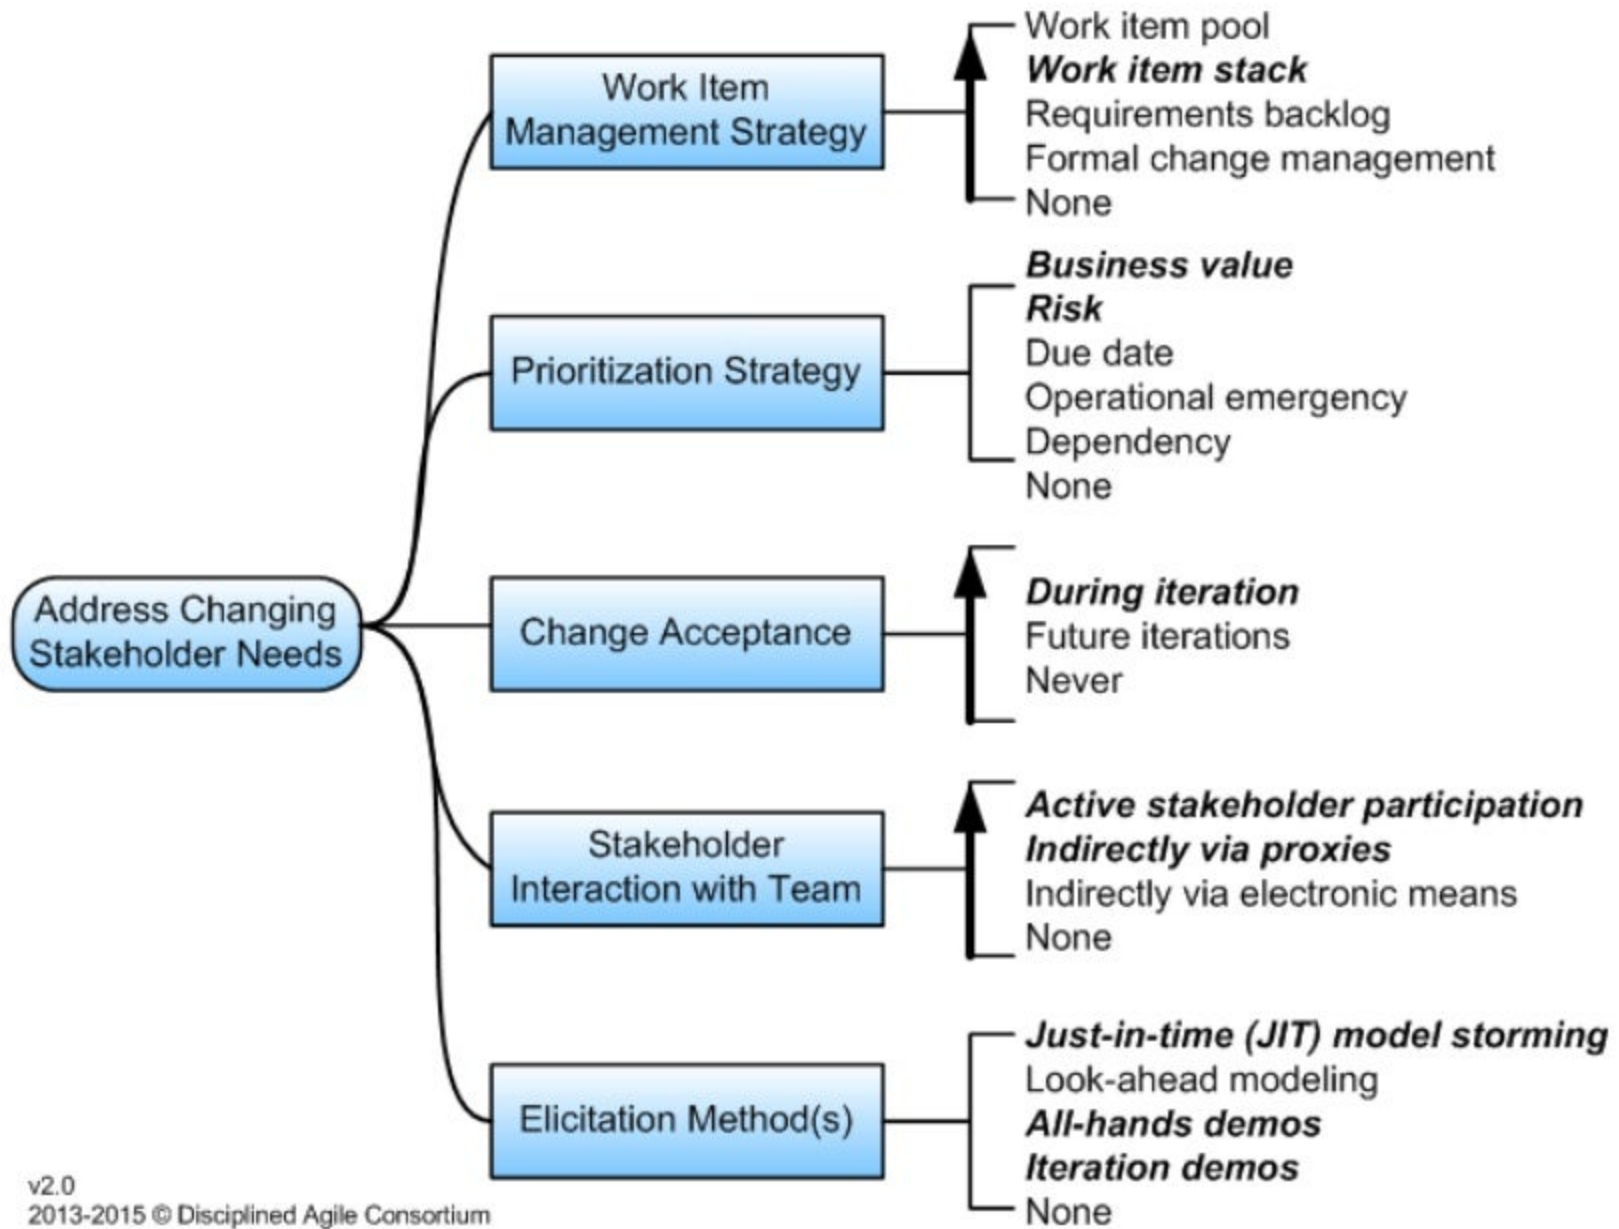 Work Item
Management Strategy
Work item pool
Work item stack
Requirements backlog
Formal change management
None
Prioritization Strategy
Business value
Risk
Due date
Operational emergency
Dependency
None
Address Changing
Stakeholder Needs
Change Acceptance
During iteration
Future iterations
Never
Stakeholder
Interaction with Team
Active stakeholder participation
Indirectly via proxies
Indirectly via electronic means
None
Elicitation Method(s)
Just-in-time (JIT) model storming
Look-ahead modeling
All-hands demos
Iteration demos
None
v2.0
2013-2015 © Disciplined Agile Consortium